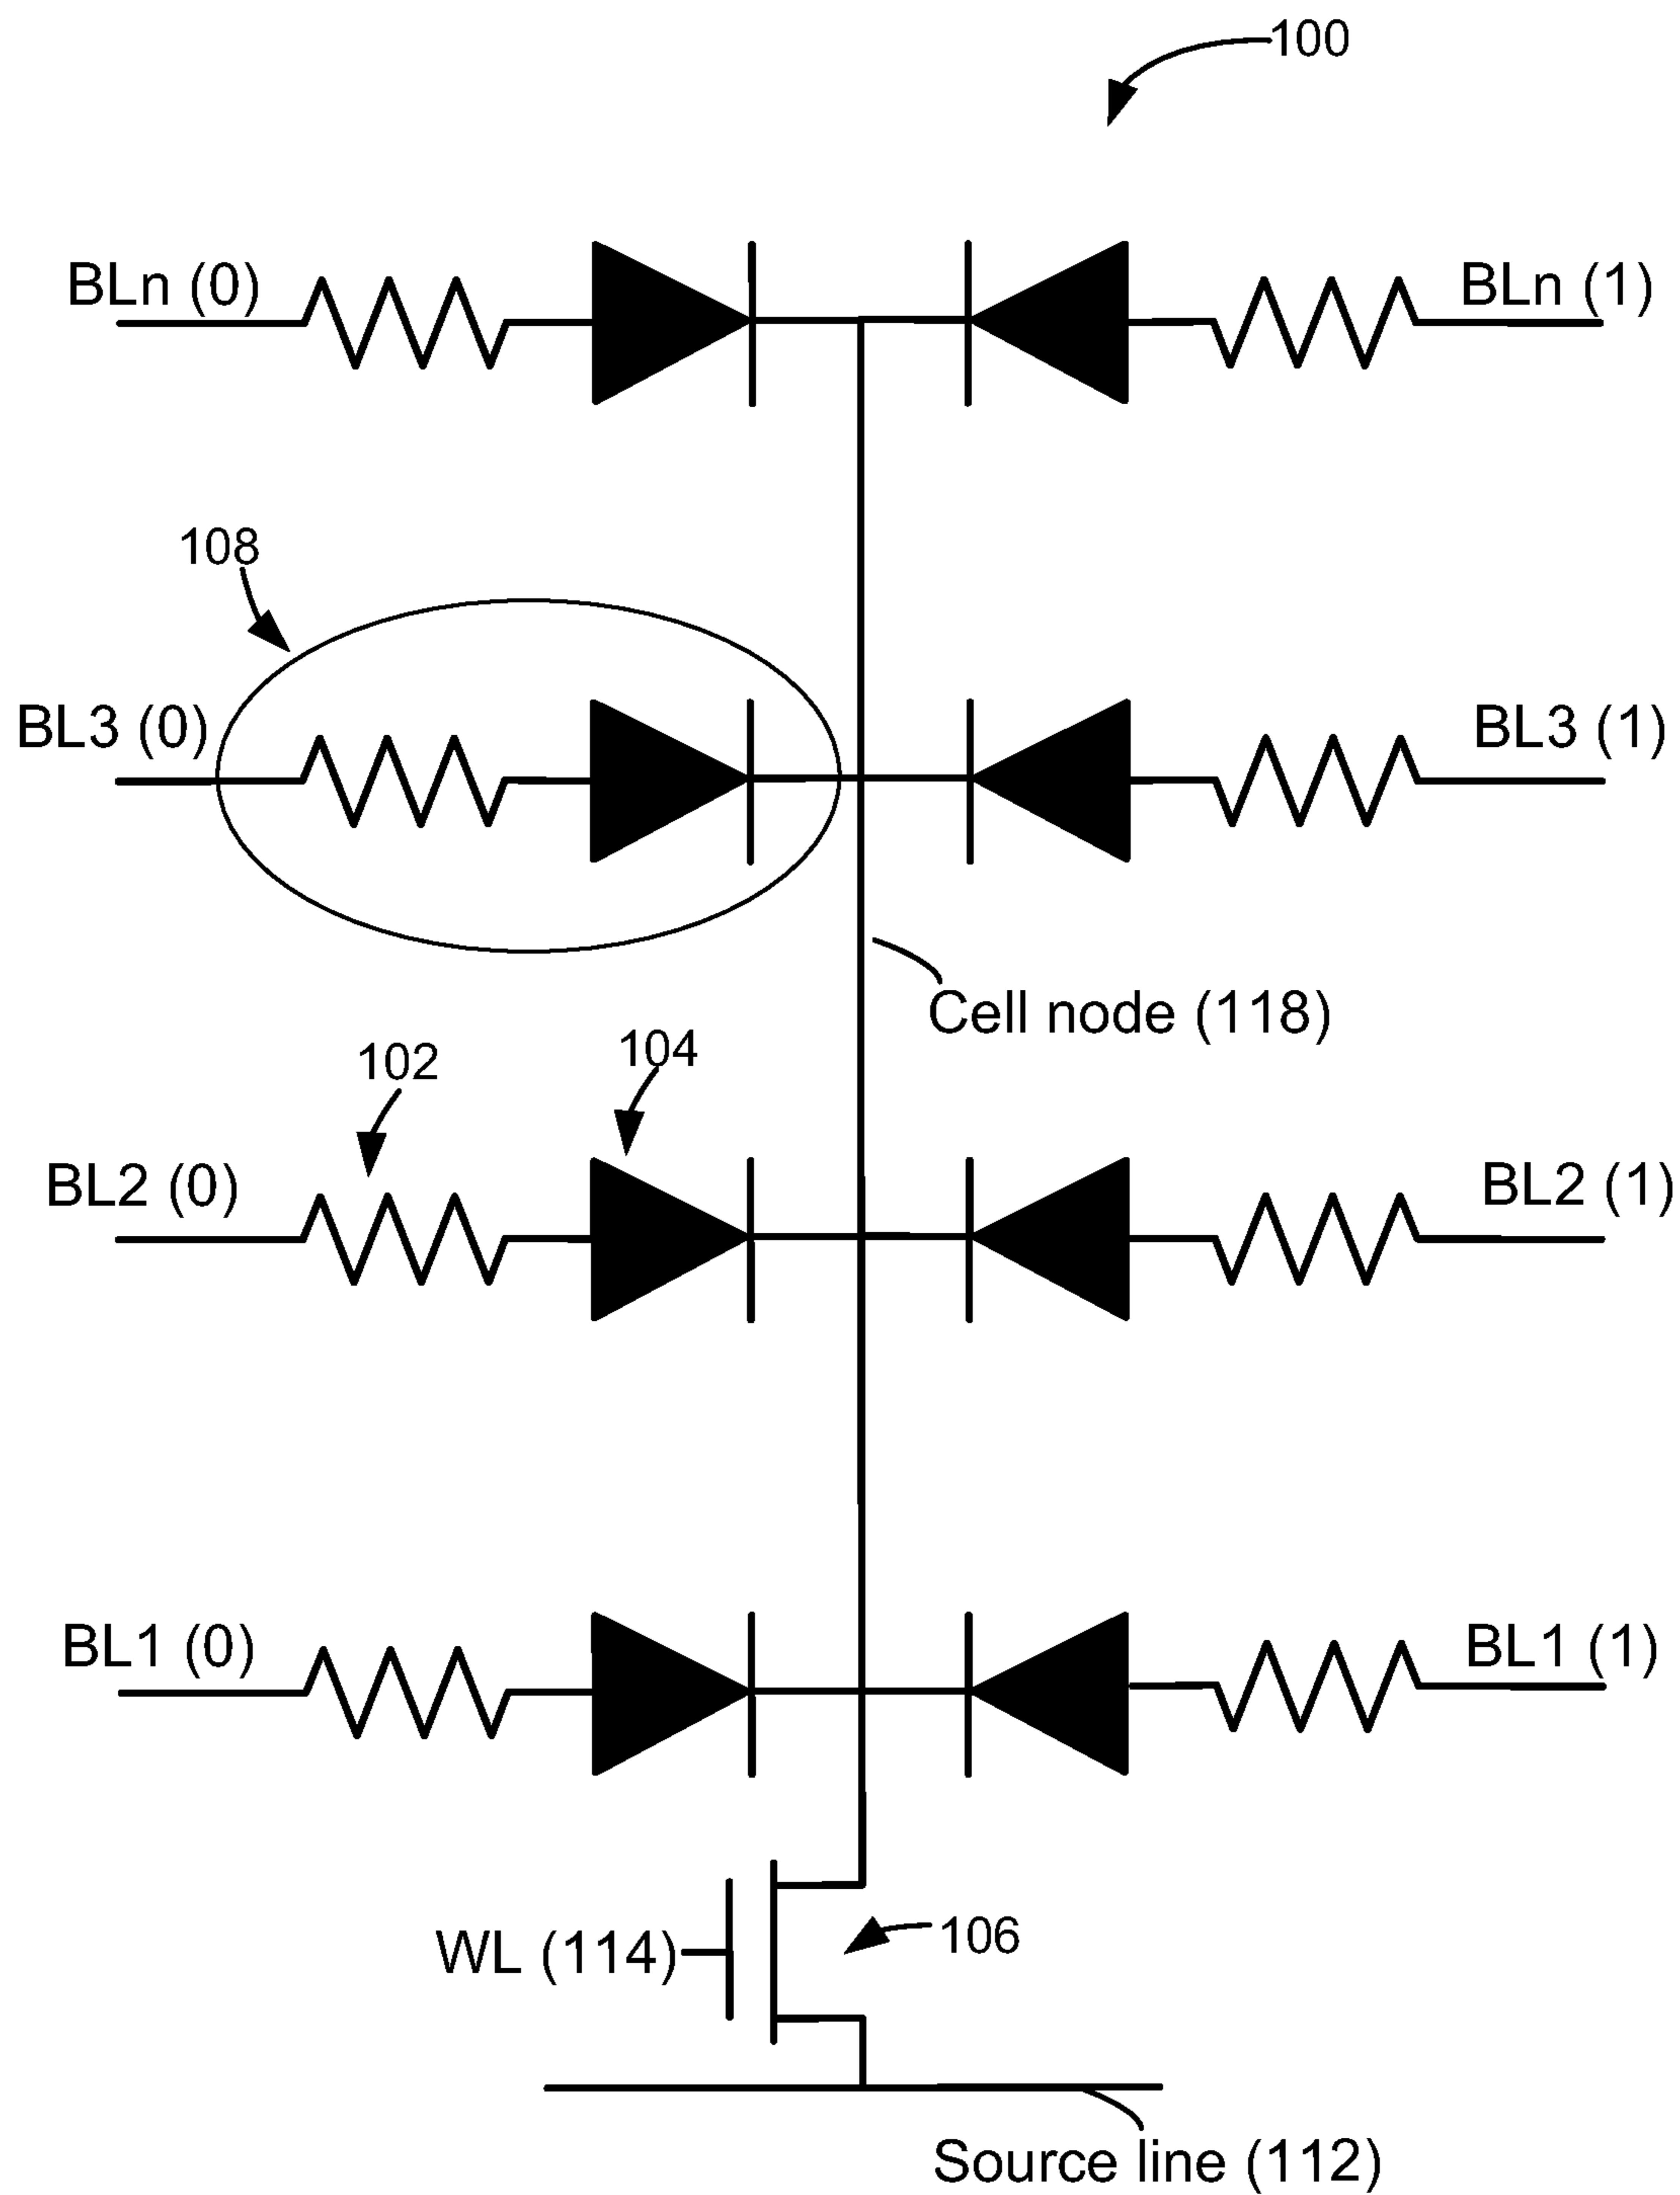 100
BLn (0)
BLn (1)
108
BL3 (0)
BL3 (1)
Cell node (118)
102
104
BL2 (0)
BL2 (1)
BL1 (0)
BL1 (1)
WL (114)
106
Source line (112)